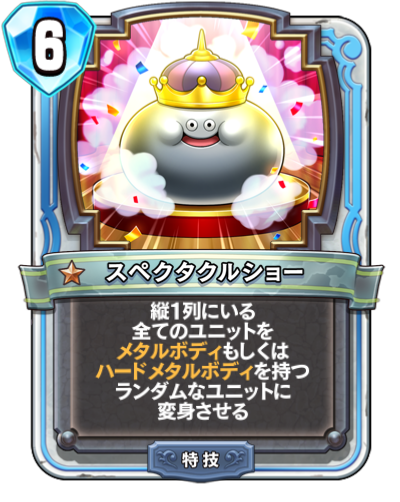 6
スペクタクルショー
縦1列にいる
全てのユニットを
メタルボディもしくは
ハードメタルボディを持つ
ランダムなユニットに
変身させる
特技